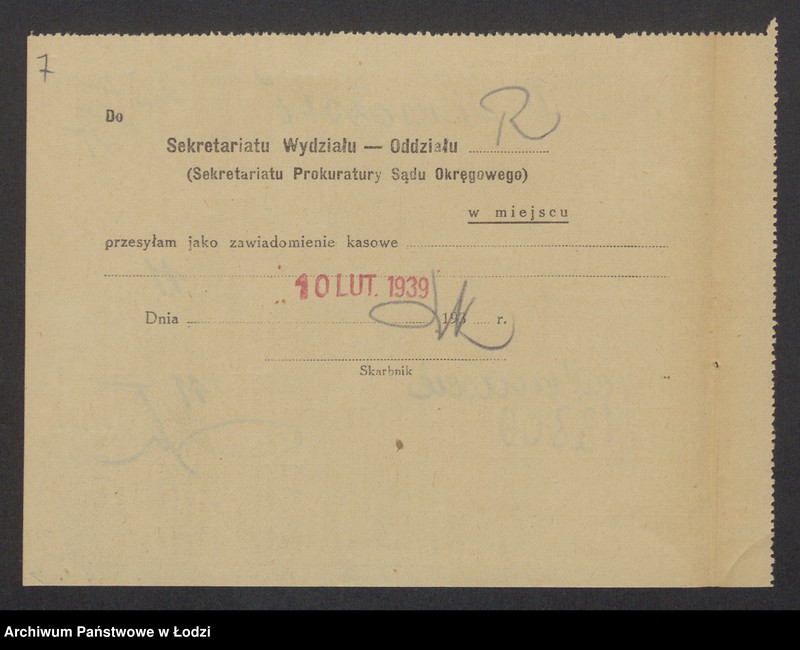 7
Do
Sekretariatu Wydziału — Oddziału R
(Sekretariatu Prokuratury Sądu Okręgowego)
w miejscu
przesyłam jako zawiadomienie kasowe
10 LUT. 1939
Dnia 193 r.
Skarbnik
Archiwum Państwowe w Łodzi